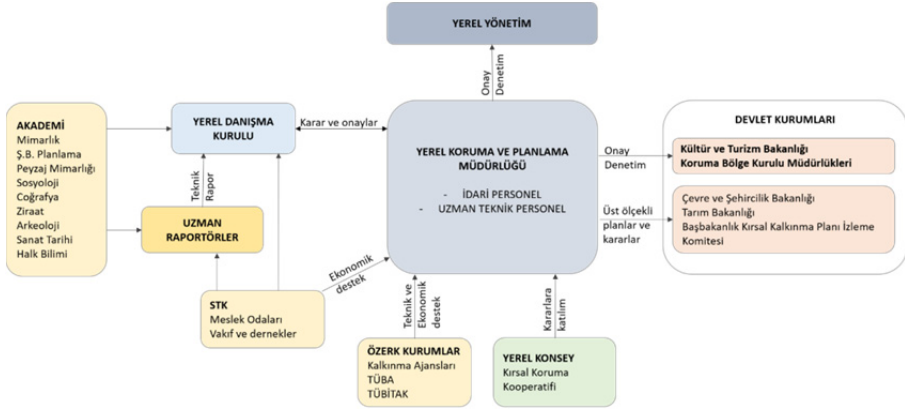 YEREL YÖNETİM
Onay
Denetim
AKADEMİ
Mimarlık
Ş.B. Planlama
Peyzaj Mimarlığı
Sosyoloji
Coğrafya
Ziraat
Arkeoloji
Sanat Tarihi
Halk Bilimi
YEREL DANIŞMA
KURULU
Karar ve onaylar
Teknik
Rapor
UZMAN
RAPORTÖRLER
STK
Meslek Odaları
Vakıf ve dernekler
Ekonomik
destek
YEREL KORUMA VE PLANLAMA
MÜDÜRLÜĞÜ
- İDARİ PERSONEL
- UZMAN TEKNİK PERSONEL
Teknik ve
Ekonomik
destek
ÖZERK KURUMLAR
Kalkınma Ajansları
TÜBA
TÜBİTAK
Kararlara
katılım
YEREL KONSEY
Kırsal Koruma
Kooperatifi
Onay
Denetim
Üst ölçekli
planlar ve
kararlar
DEVLET KURUMLARI
Kültür ve Turizm Bakanlığı
Koruma Bölge Kurulu Müdürlükleri
Çevre ve Şehircilik Bakanlığı
Tarım Bakanlığı
Başbakanlık Kırsal Kalkınma Planı İzleme
Komitesi